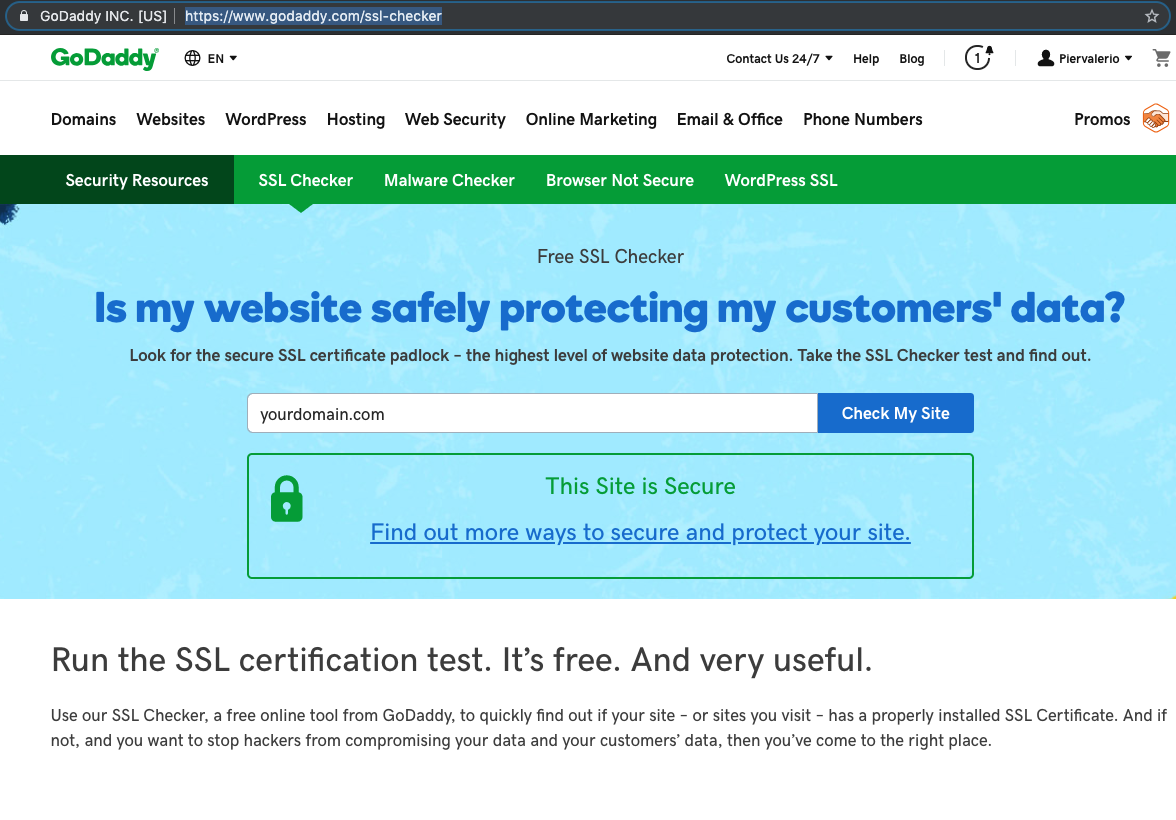 GoDaddy INC. [US] https://www.godaddy.com/ssl-checker
GoDaddy® EN Contact Us 24/7 Help Blog 1 Piervalerio
Domains Websites WordPress Hosting Web Security Online Marketing Email & Office Phone Numbers Promos
Security Resources SSL Checker Malware Checker Browser Not Secure WordPress SSL
Free SSL Checker
Is my website safely protecting my customers' data?
Look for the secure SSL certificate padlock – the highest level of website data protection. Take the SSL Checker test and find out.
yourdomain.com Check My Site
This Site is Secure
Find out more ways to secure and protect your site.
Run the SSL certification test. It’s free. And very useful.
Use our SSL Checker, a free online tool from GoDaddy, to quickly find out if your site – or sites you visit – has a properly installed SSL Certificate. And if
not, and you want to stop hackers from compromising your data and your customers’ data, then you’ve come to the right place.